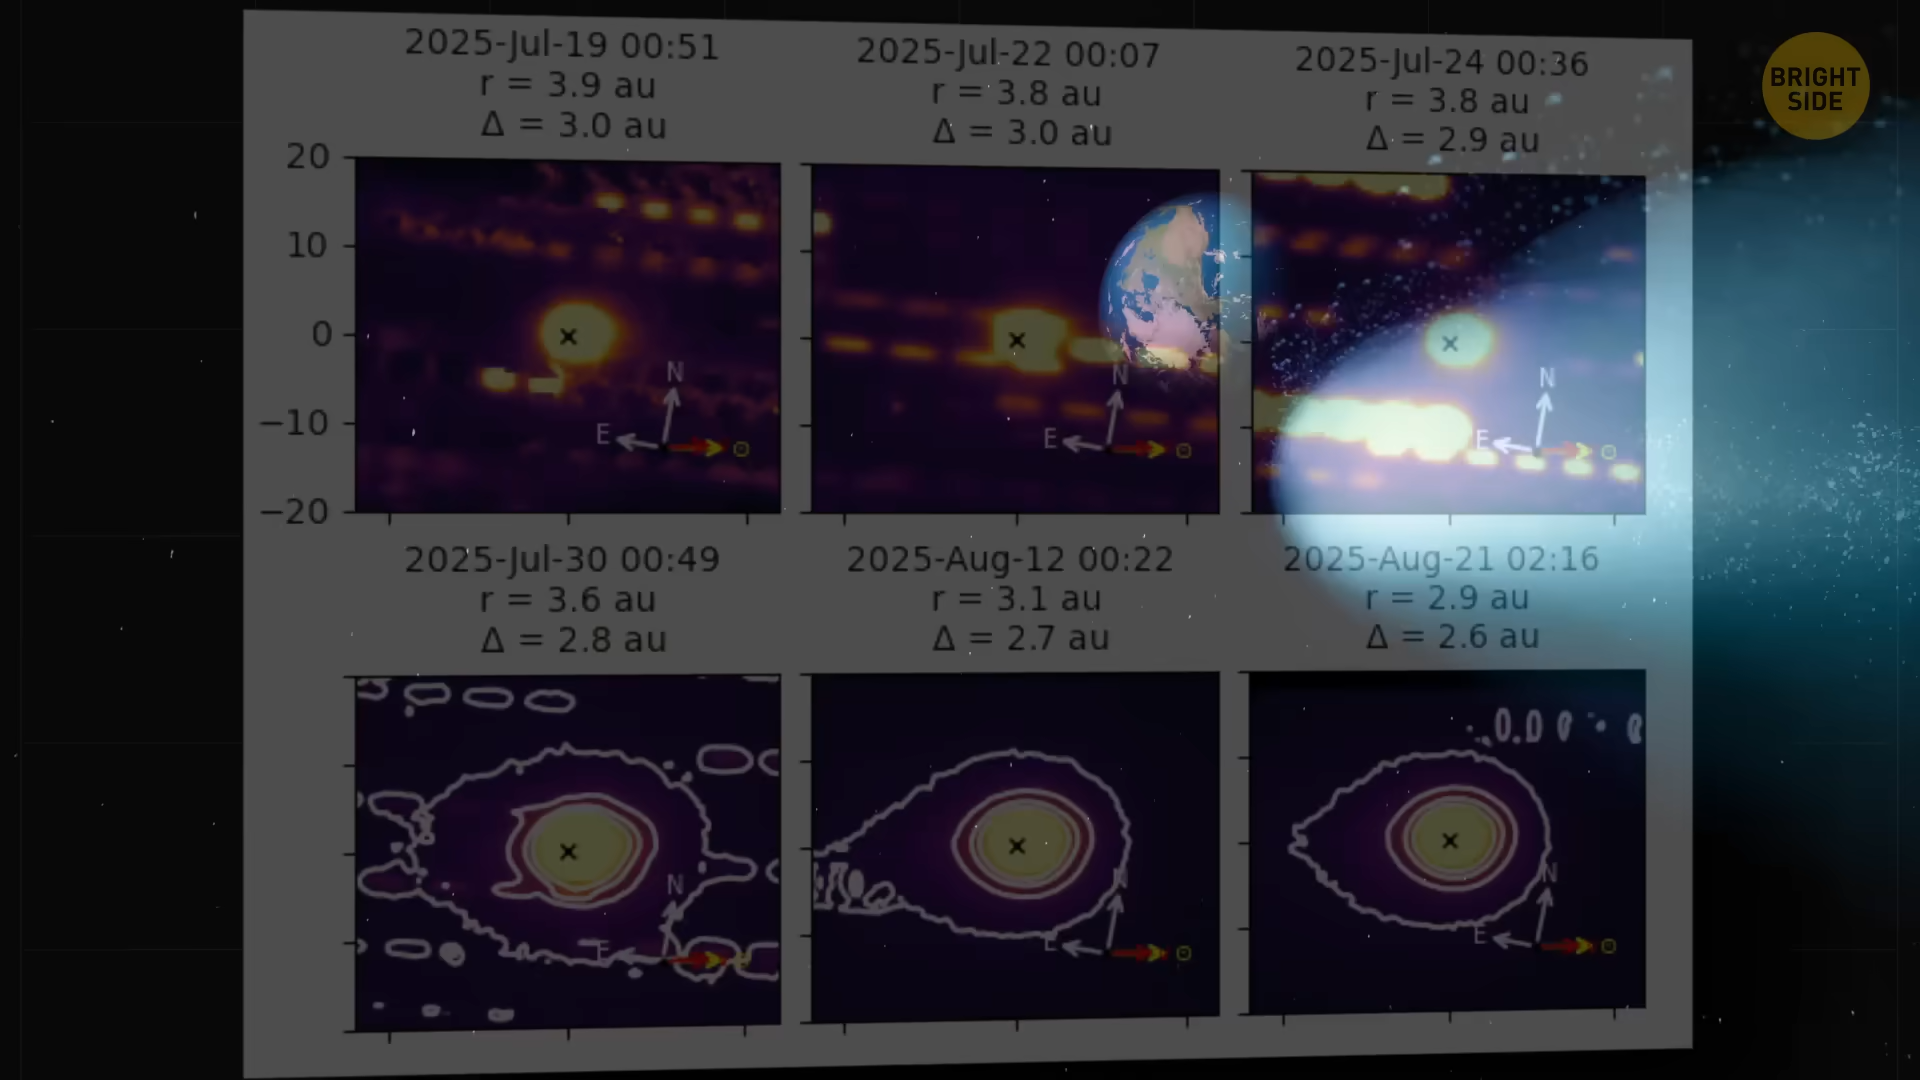 BRIGHT
SIDE
2025-Jul-19 00:51
r = 3.9 au
Δ = 3.0 au
2025-Jul-22 00:07
r = 3.8 au
Δ = 3.0 au
2025-Jul-24 00:36
r = 3.8 au
Δ = 2.9 au
20
10
0
−10
−20
N
E
N
E
N
E
2025-Jul-30 00:49
r = 3.6 au
Δ = 2.8 au
2025-Aug-12 00:22
r = 3.1 au
Δ = 2.7 au
2025-Aug-21 02:16
r = 2.9 au
Δ = 2.6 au
N
E
N
E
N
E